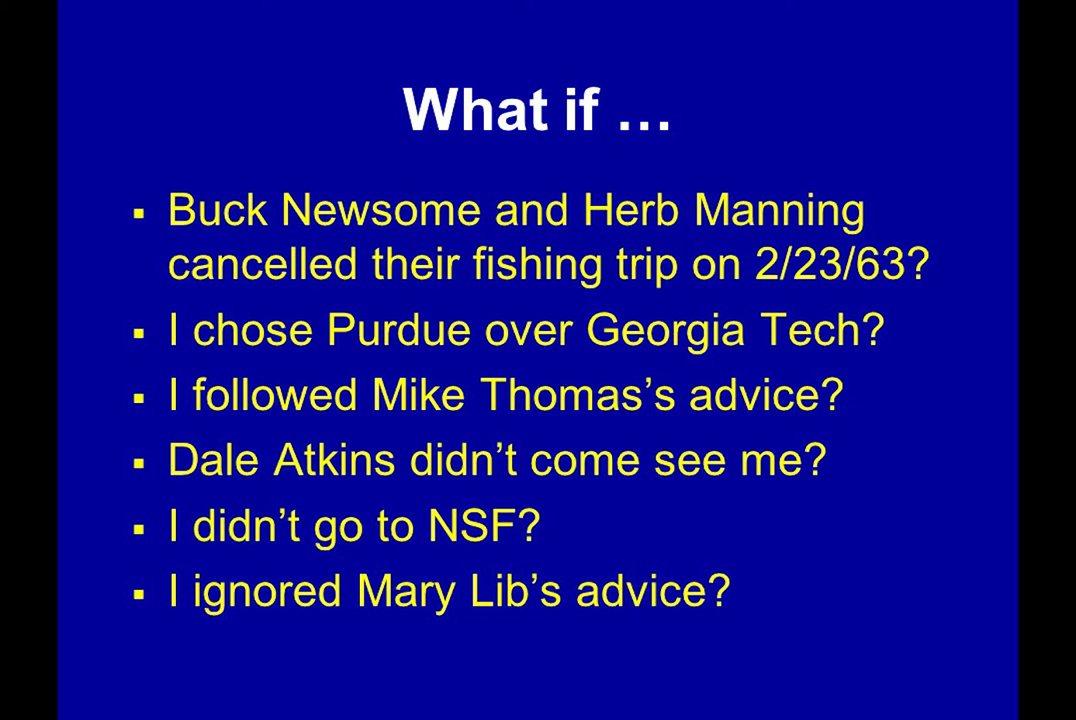 What if …
▪ Buck Newsome and Herb Manning
cancelled their fishing trip on 2/23/63?
▪ I chose Purdue over Georgia Tech?
▪ I followed Mike Thomas’s advice?
▪ Dale Atkins didn’t come see me?
▪ I didn’t go to NSF?
▪ I ignored Mary Lib’s advice?